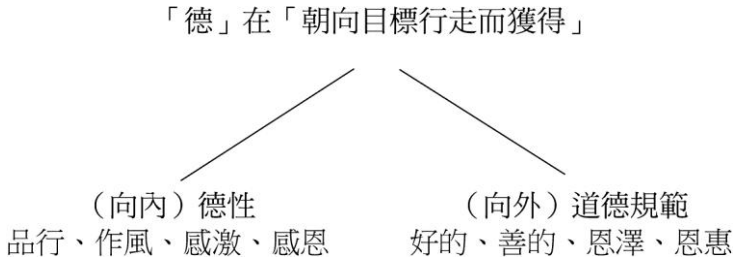 「德」在「朝向目標行走而獲得」
（向內）德性
品行、作風、感激、感恩
（向外）道德規範
好的、善的、恩澤、恩惠